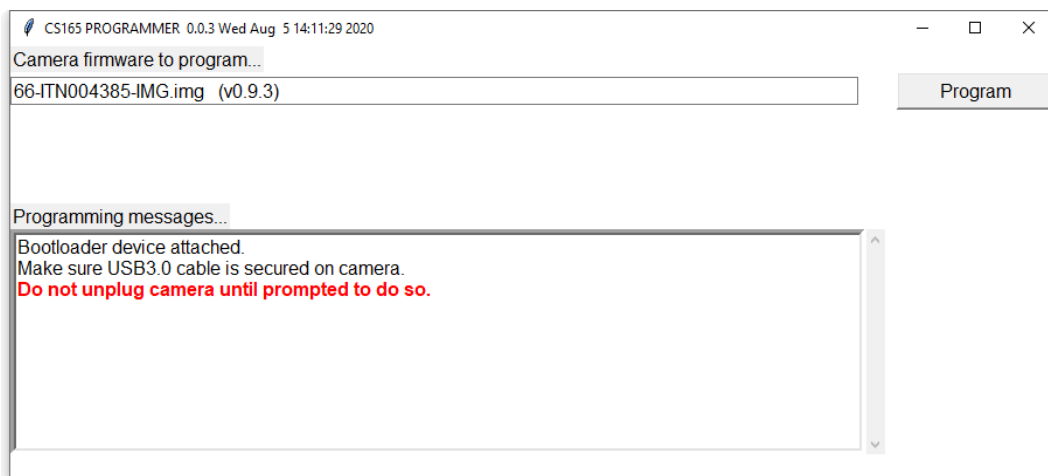 CS165 PROGRAMMER 0.0.3 Wed Aug 5 14:11:29 2020
Camera firmware to program...
66-ITN004385-IMG.img (v0.9.3)
Program
Programming messages...
Bootloader device attached.
Make sure USB3.0 cable is secured on camera.
Do not unplug camera until prompted to do so.